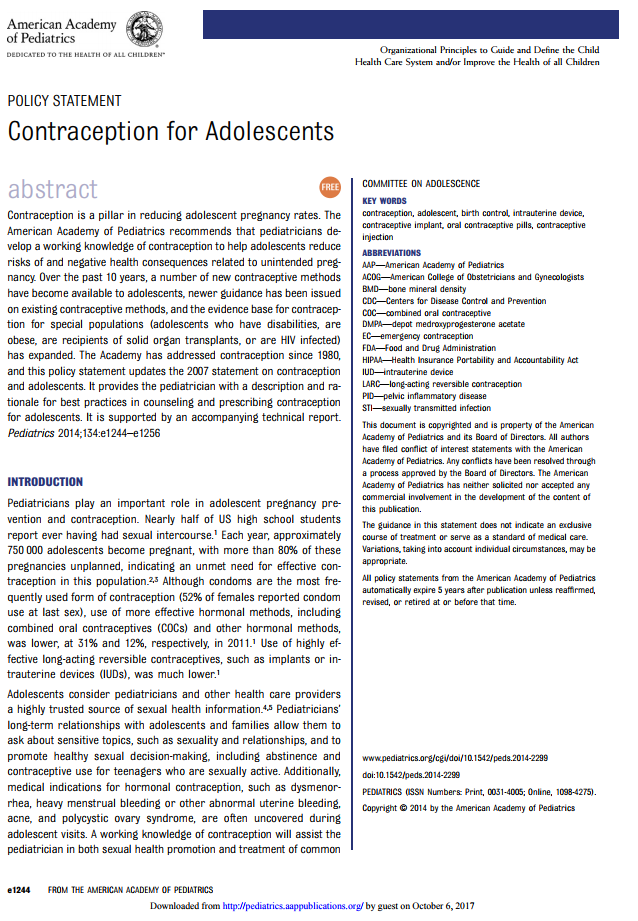 American Academy
of Pediatrics
DEDICATED TO THE HEALTH OF ALL CHILDREN®
Organizational Principles to Guide and Define the Child
Health Care System and/or Improve the Health of all Children
POLICY STATEMENT
Contraception for Adolescents
abstract
FREE
Contraception is a pillar in reducing adolescent pregnancy rates. The
American Academy of Pediatrics recommends that pediatricians de-
velop a working knowledge of contraception to help adolescents reduce
risks of and negative health consequences related to unintended preg-
nancy. Over the past 10 years, a number of new contraceptive methods
have become available to adolescents, newer guidance has been issued
on existing contraceptive methods, and the evidence base for contracep-
tion for special populations (adolescents who have disabilities, are
obese, are recipients of solid organ transplants, or are HIV infected)
has expanded. The Academy has addressed contraception since 1980,
and this policy statement updates the 2007 statement on contraception
and adolescents. It provides the pediatrician with a description and ra-
tionale for best practices in counseling and prescribing contraception
for adolescents. It is supported by an accompanying technical report.
Pediatrics 2014;134:e1244–e1256
INTRODUCTION
Pediatricians play an important role in adolescent pregnancy pre-
vention and contraception. Nearly half of US high school students
report ever having had sexual intercourse.1 Each year, approximately
750 000 adolescents become pregnant, with more than 80% of these
pregnancies unplanned, indicating an unmet need for effective con-
traception in this population.2,3 Although condoms are the most fre-
quently used form of contraception (52% of females reported condom
use at last sex), use of more effective hormonal methods, including
combined oral contraceptives (COCs) and other hormonal methods,
was lower, at 31% and 12%, respectively, in 2011.1 Use of highly ef-
fective long-acting reversible contraceptives, such as implants or in-
trauterine devices (IUDs), was much lower.1
Adolescents consider pediatricians and other health care providers
a highly trusted source of sexual health information.4,5 Pediatricians'
long-term relationships with adolescents and families allow them to
ask about sensitive topics, such as sexuality and relationships, and to
promote healthy sexual decision-making, including abstinence and
contraceptive use for teenagers who are sexually active. Additionally,
medical indications for hormonal contraception, such as dysmenor-
rhea, heavy menstrual bleeding or other abnormal uterine bleeding,
acne, and polycystic ovary syndrome, are often uncovered during
adolescent visits. A working knowledge of contraception will assist the
pediatrician in both sexual health promotion and treatment of common
COMMITTEE ON ADOLESCENCE
KEY WORDS
contraception, adolescent, birth control, intrauterine device,
contraceptive implant, oral contraceptive pills, contraceptive
injection
ABBREVIATIONS
AAP—American Academy of Pediatrics
ACOG—American College of Obstetricians and Gynecologists
BMD—bone mineral density
CDC—Centers for Disease Control and Prevention
COC—combined oral contraceptive
DMPA—depot medroxyprogesterone acetate
EC—emergency contraception
FDA—Food and Drug Administration
HIPAA—Health Insurance Portability and Accountability Act
IUD—intrauterine device
LARC—long-acting reversible contraception
PID—pelvic inflammatory disease
STI—sexually transmitted infection
This document is copyrighted and is property of the American
Academy of Pediatrics and its Board of Directors. All authors
have filed conflict of interest statements with the American
Academy of Pediatrics. Any conflicts have been resolved through
a process approved by the Board of Directors. The American
Academy of Pediatrics has neither solicited nor accepted any
commercial involvement in the development of the content of
this publication.
The guidance in this statement does not indicate an exclusive
course of treatment or serve as a standard of medical care.
Variations, taking into account individual circumstances, may be
appropriate.
All policy statements from the American Academy of Pediatrics
automatically expire 5 years after publication unless reaffirmed,
revised, or retired at or before that time.
www.pediatrics.org/cgi/doi/10.1542/peds.2014-2299
doi:10.1542/peds.2014-2299
PEDIATRICS (ISSN Numbers: Print, 0031-4005; Online, 1098-4275).
Copyright © 2014 by the American Academy of Pediatrics
e1244 FROM THE AMERICAN ACADEMY OF PEDIATRICS
Downloaded from http://pediatrics.aappublications.org/ by guest on October 6, 2017